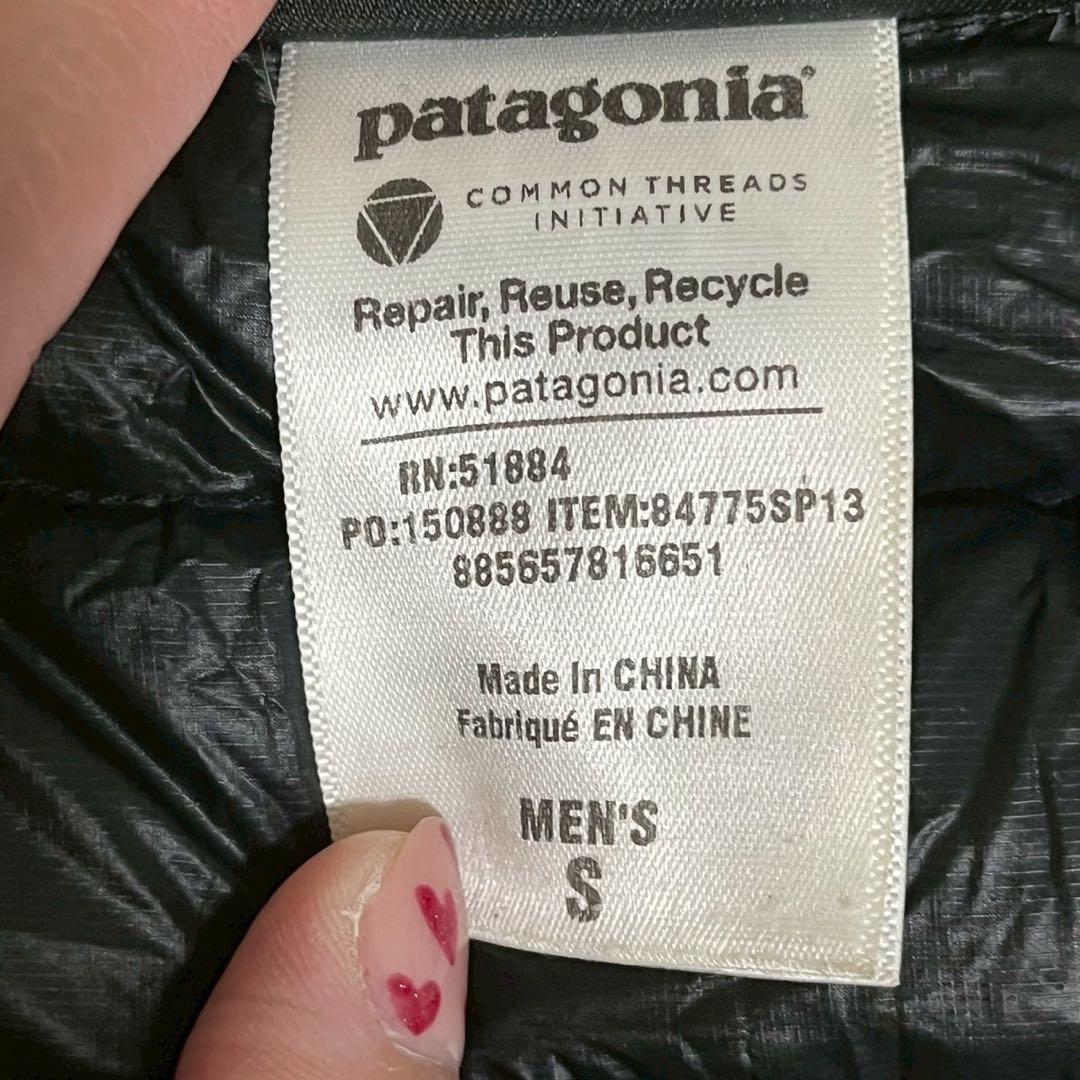 patagonia®
COMMON THREADS
INITIATIVE
Repair, Reuse, Recycle
This Product
www.patagonia.com
RN:51884
PO:150888 ITEM:84775SP13
885657816651
Made In CHINA
Fabriqué EN CHINE
MEN'S
S